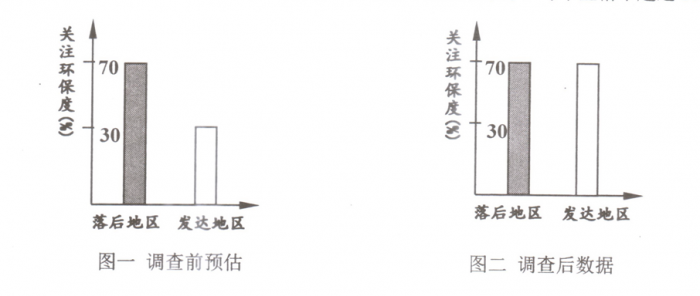 关注环保度(%)
70
30
落后地区 发达地区
图一 调查前预估
关注环保度(%)
70
30
落后地区 发达地区
图二 调查后数据